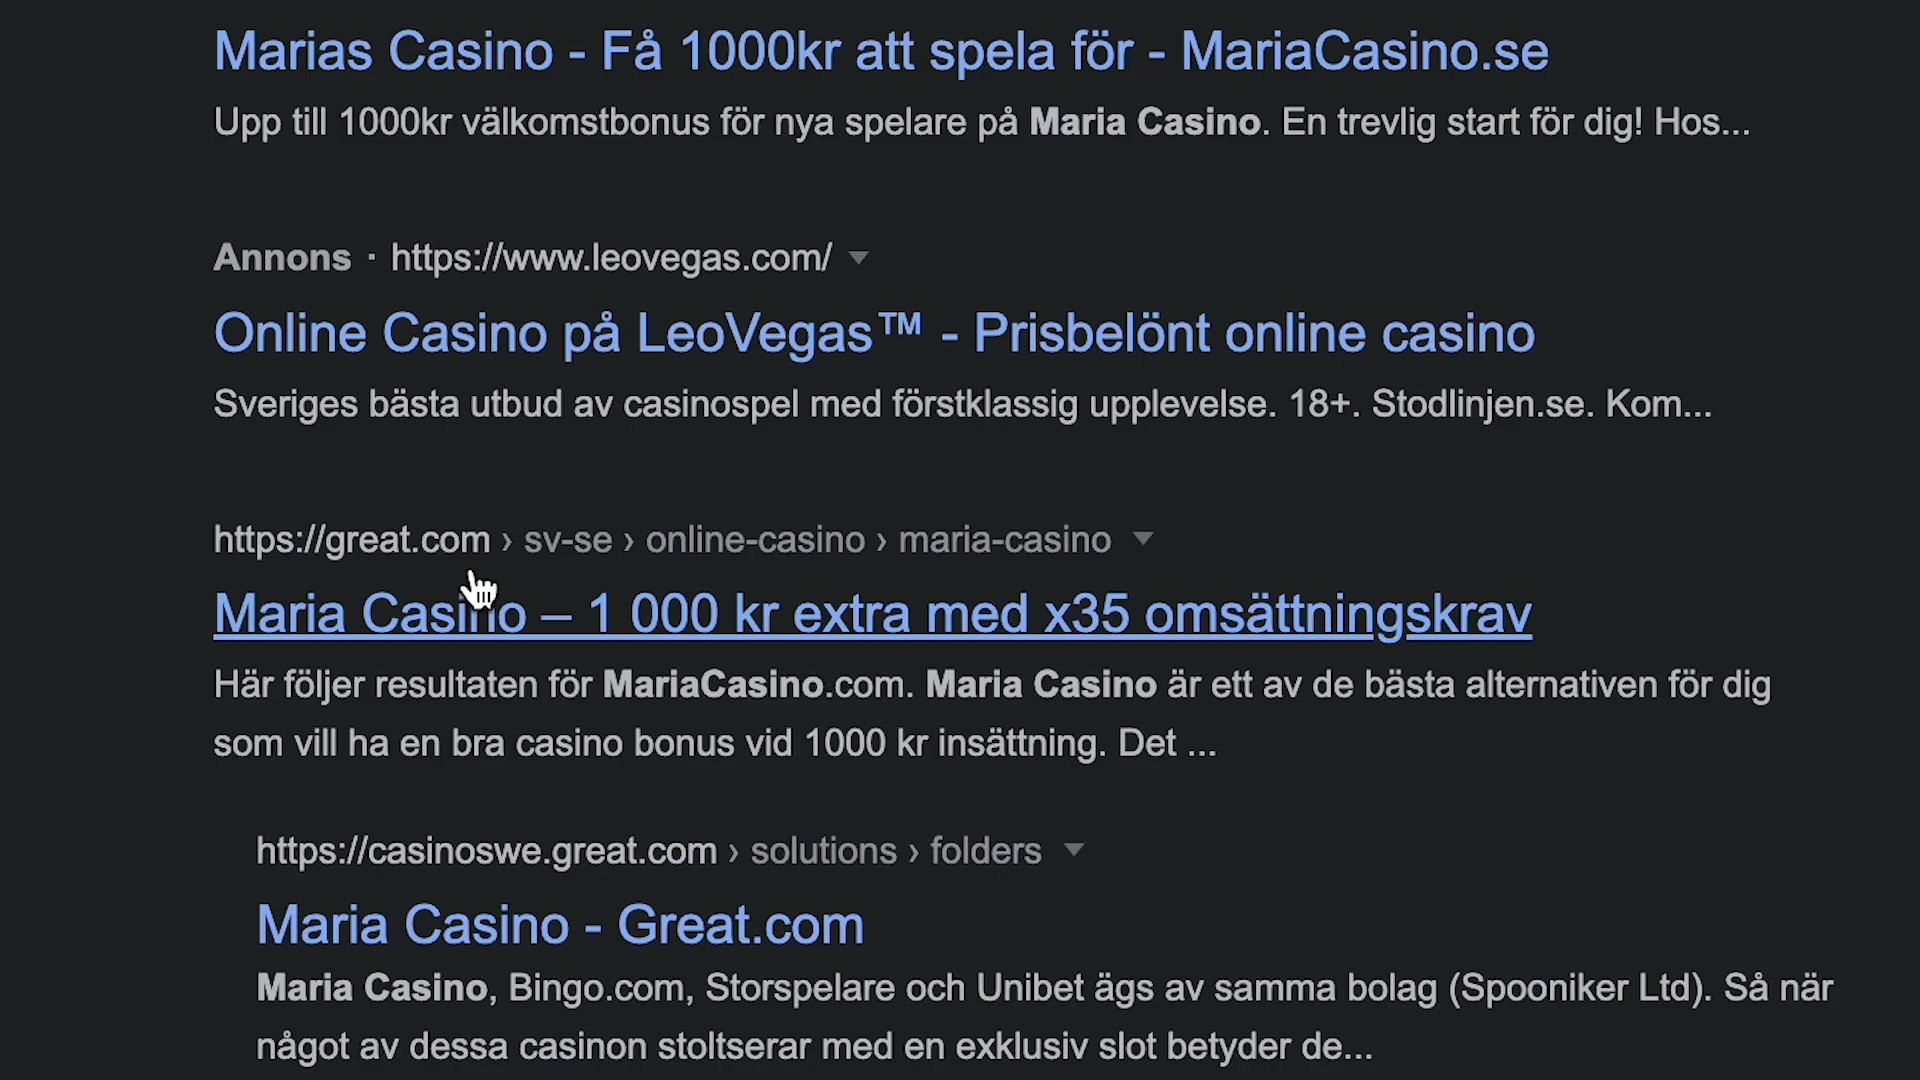 Marias Casino - Få 1000kr att spela för - MariaCasino.se
Upp till 1000kr välkomstbonus för nya spelare på Maria Casino. En trevlig start för dig! Hos...
Annons · https://www.leovegas.com/
Online Casino på LeoVegas™ - Prisbelönt online casino
Sveriges bästa utbud av casinospel med förstklassig upplevelse. 18+. Stodlinjen.se. Kom...
https://great.com › sv-se › online-casino › maria-casino
Maria Casino – 1 000 kr extra med x35 omsättningskrav
Här följer resultaten för MariaCasino.com. Maria Casino är ett av de bästa alternativen för dig
som vill ha en bra casino bonus vid 1000 kr insättning. Det ...
https://casinoswe.great.com › solutions › folders
Maria Casino - Great.com
Maria Casino, Bingo.com, Storspelare och Unibet ägs av samma bolag (Spooniker Ltd). Så när
något av dessa casinon stoltserar med en exklusiv slot betyder de...